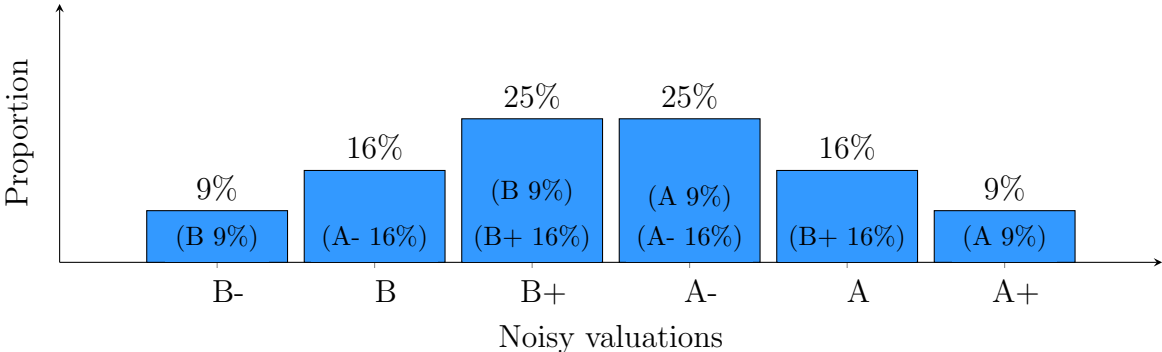 25% 25%
16% 16%
9% 9%
(B 9%) (A 9%)
(B 9%) (A- 16%) (B+ 16%) (A- 16%) (B+ 16%) (A 9%)
B- B B+ A- A A+
Noisy valuations
Proportion